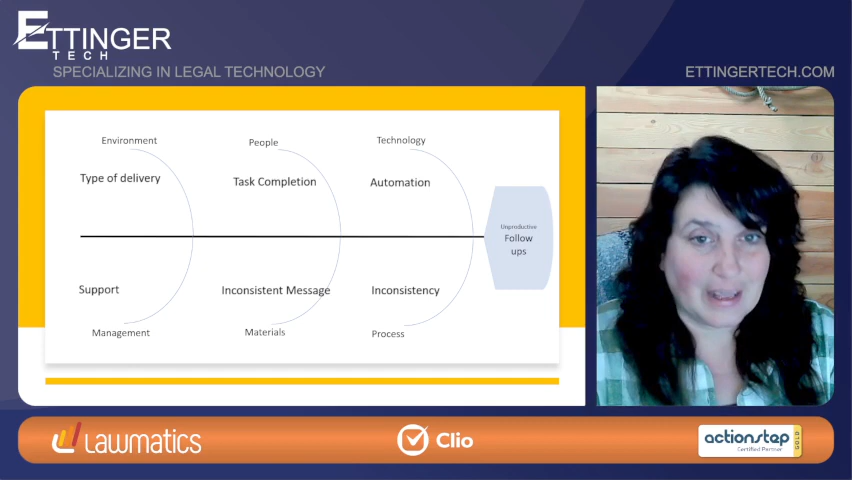 ETTINGER
TECH
SPECIALIZING IN LEGAL TECHNOLOGY
ETTINGERTECH.COM
Environment
People
Technology
Type of delivery
Task Completion
Automation
Unproductive
Follow
ups
Support
Inconsistent Message
Inconsistency
Management
Materials
Process
LAWMATICS
Clio
actionstep
Certified Partner
GOLD